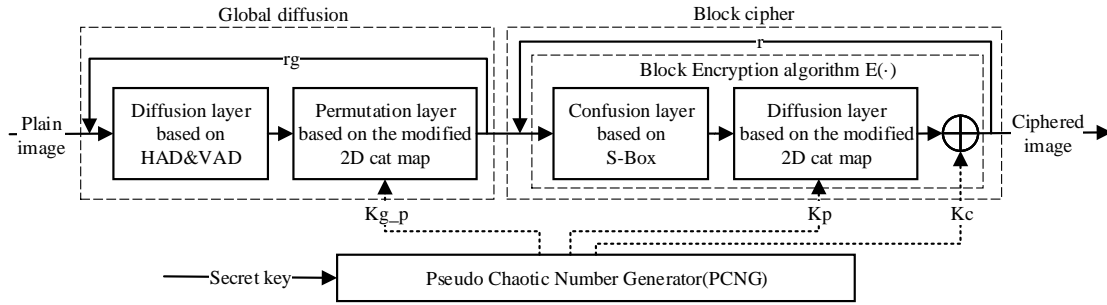 Global diffusion
Block cipher
rg
r
Block Encryption algorithm E(·)
Plain
image
Diffusion layer
based on
HAD&VAD
Permutation layer
based on the modified
2D cat map
Confusion layer
based on
S-Box
Diffusion layer
based on the modified
2D cat map
Ciphered
image
Kg_p
Kp
Kc
Secret key
Pseudo Chaotic Number Generator(PCNG)